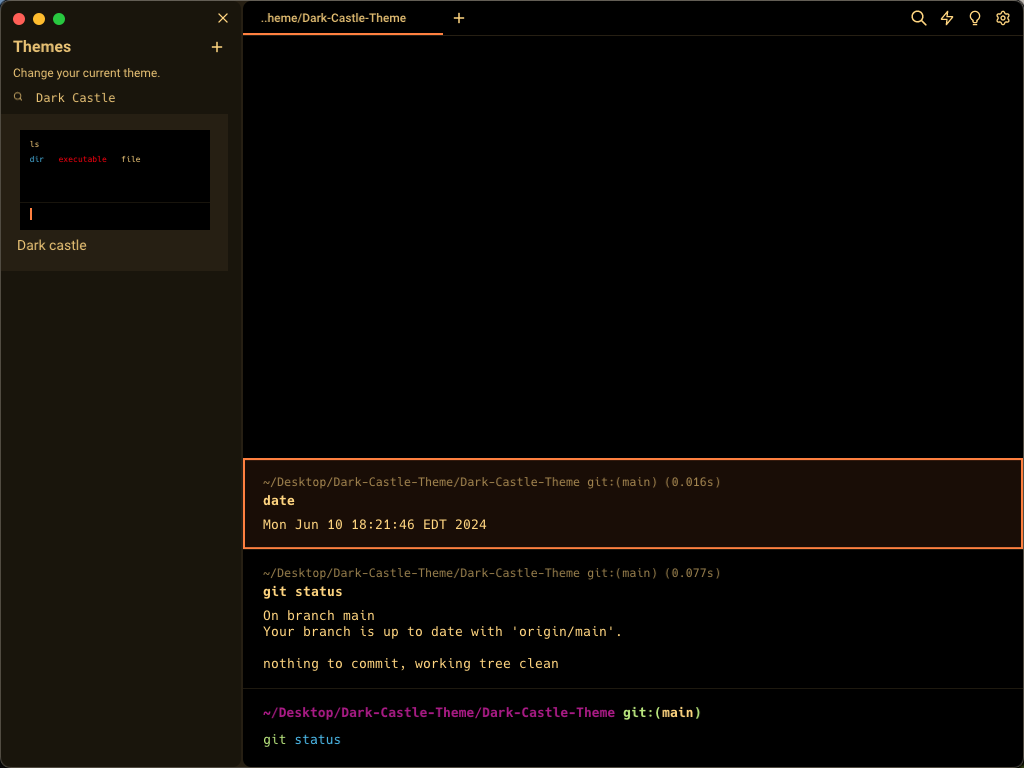 Themes
Change your current theme.
Dark Castle
ls
dir executable file
Dark castle
..heme/Dark-Castle-Theme
~/Desktop/Dark-Castle-Theme/Dark-Castle-Theme git:(main) (0.016s)
date
Mon Jun 10 18:21:46 EDT 2024
~/Desktop/Dark-Castle-Theme/Dark-Castle-Theme git:(main) (0.077s)
git status
On branch main
Your branch is up to date with 'origin/main'.
nothing to commit, working tree clean
~/Desktop/Dark-Castle-Theme/Dark-Castle-Theme git:(main)
git status